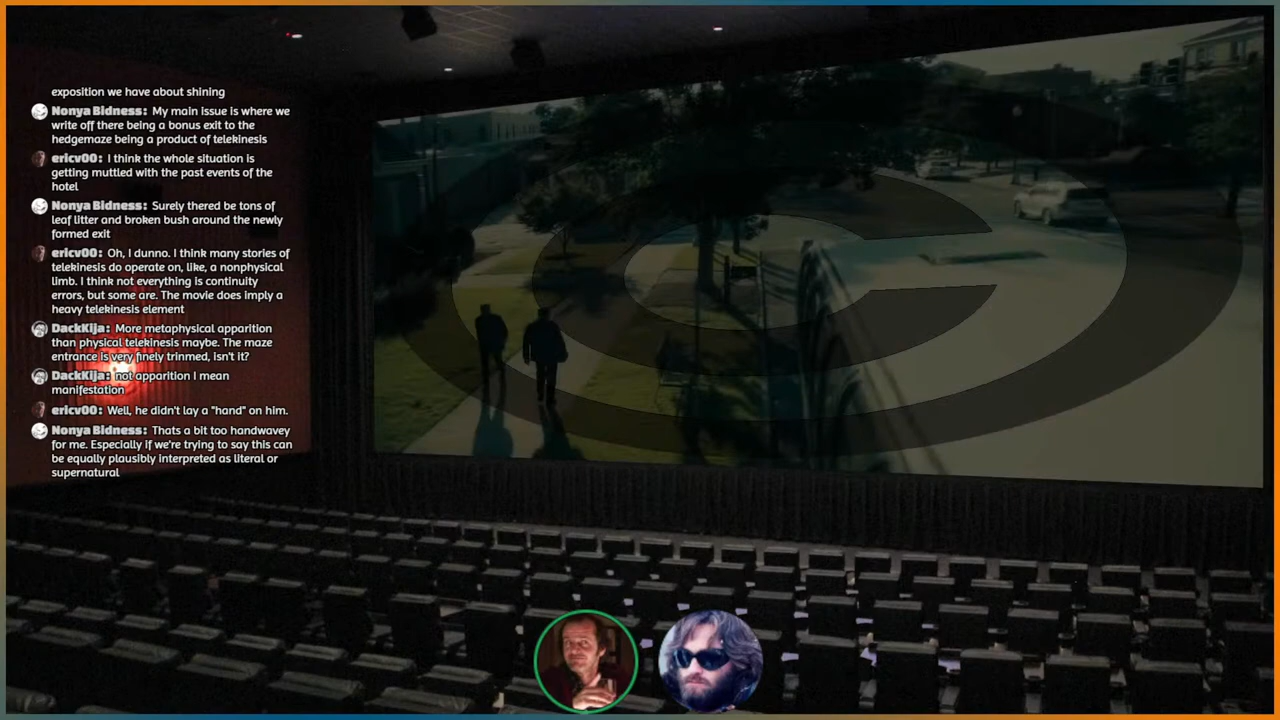 exposition we have about shining
Nonya Bidness: My main issue is where we
write off there being a bonus exit to the
hedgemaze being a product of telekinesis
ericv00: I think the whole situation is
getting muttled with the past events of the
hotel
Nonya Bidness: Surely thered be tons of
leaf litter and broken bush around the newly
formed exit
ericv00: Oh, I dunno. I think many stories of
telekinesis do operate on, like, a nonphysical
limb. I think not everything is continuity
errors, but some are. The movie does imply a
heavy telekinesis element
DackKija: More metaphysical apparition
than physical telekinesis maybe. The maze
entrance is very finely trinmed, isn't it?
DackKija: not apparition I mean
manifestation
ericv00: Well, he didn't lay a "hand" on him.
Nonya Bidness: Thats a bit too handwavey
for me. Especially if we're trying to say this can
be equally plausibly interpreted as literal or
supernatural